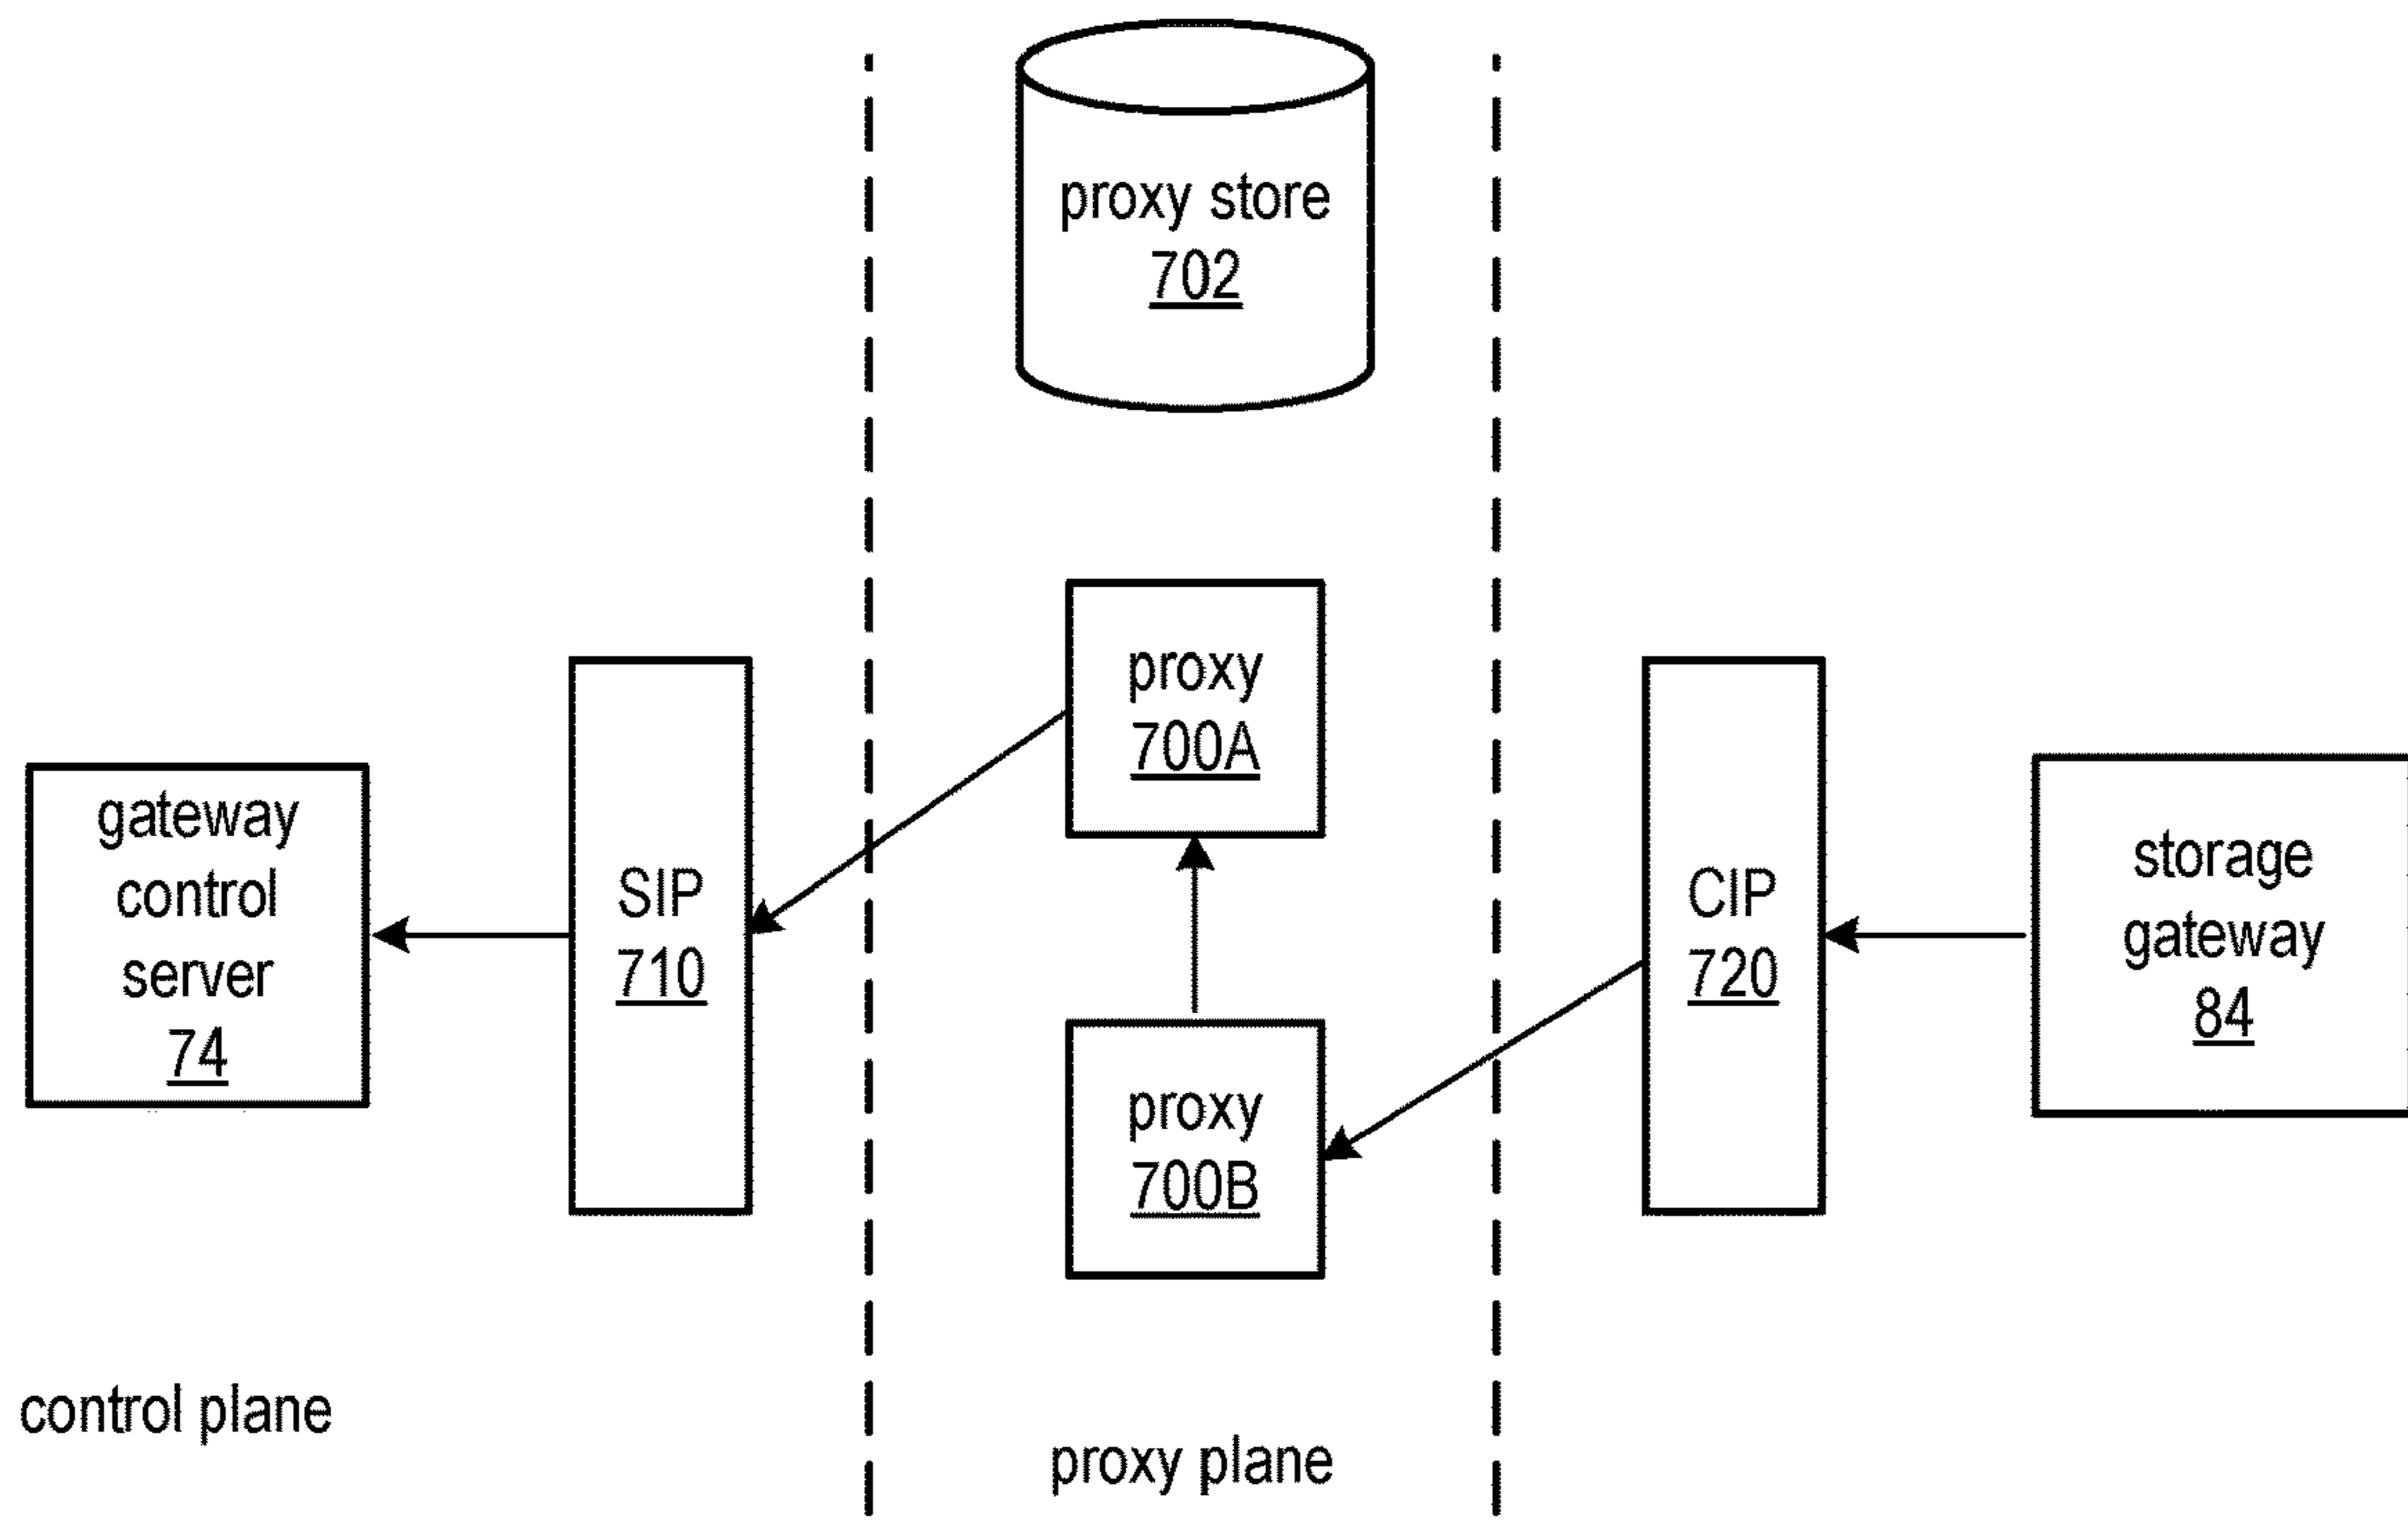 proxy store
702
proxy
700A
gateway
control
server
74
SIP
710
CIP
720
storage
gateway
84
proxy
700B
control plane
proxy plane